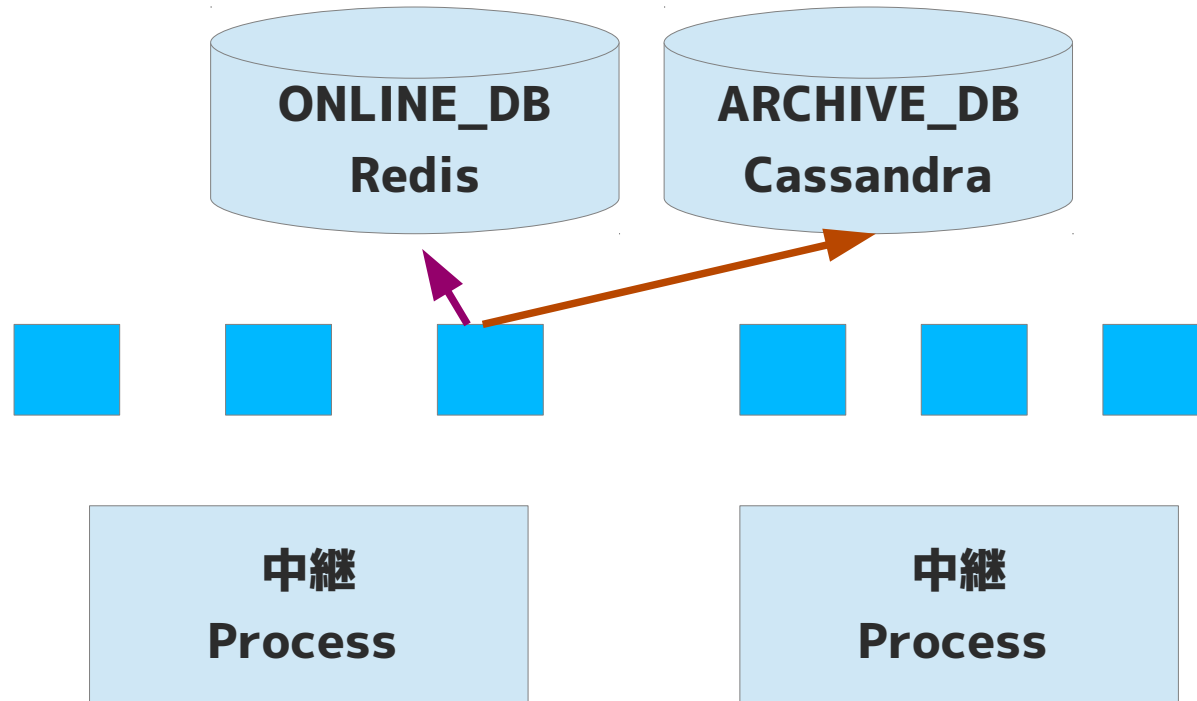 ONLINE_DB
Redis
ARCHIVE_DB
Cassandra
中継
Process
中継
Process